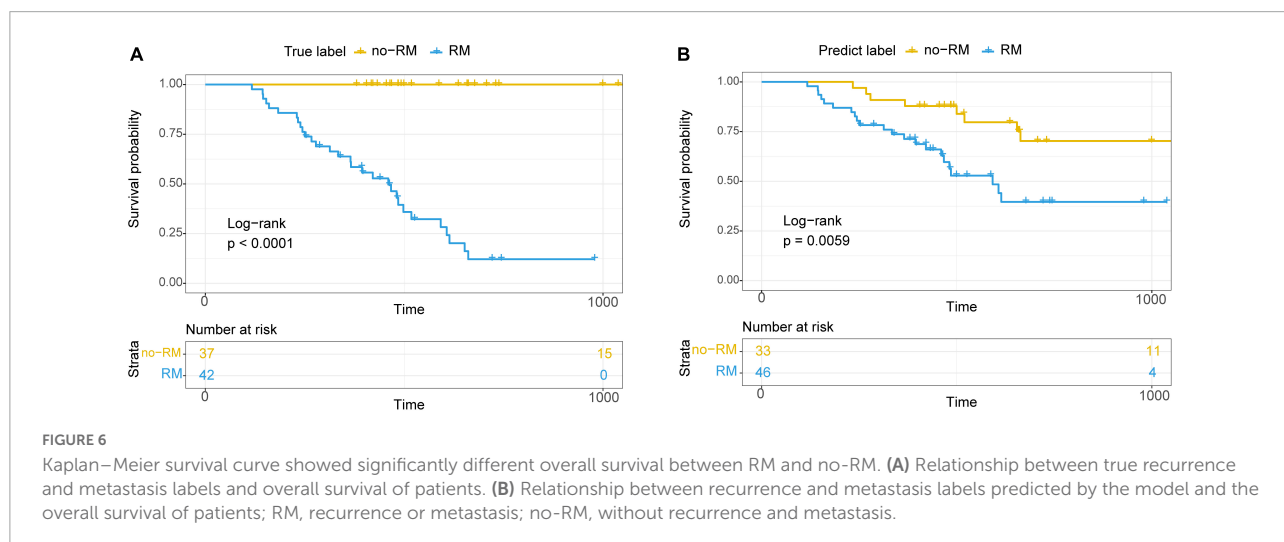 A
True label no-RM RM
Survival probability
1.00
0.75
0.50
0.25
0.00
Log-rank
p < 0.0001
0
1000
Time
Number at risk
Strata
no-RM 37 15
RM 42 0
0
1000
Time
B
Predict label no-RM RM
Survival probability
1.00
0.75
0.50
0.25
0.00
Log-rank
p = 0.0059
0
1000
Time
Number at risk
Strata
no-RM 33 11
RM 46 4
0
1000
Time
FIGURE 6
Kaplan–Meier survival curve showed significantly different overall survival between RM and no-RM. (A) Relationship between true recurrence
and metastasis labels and overall survival of patients. (B) Relationship between recurrence and metastasis labels predicted by the model and the
overall survival of patients; RM, recurrence or metastasis; no-RM, without recurrence and metastasis.